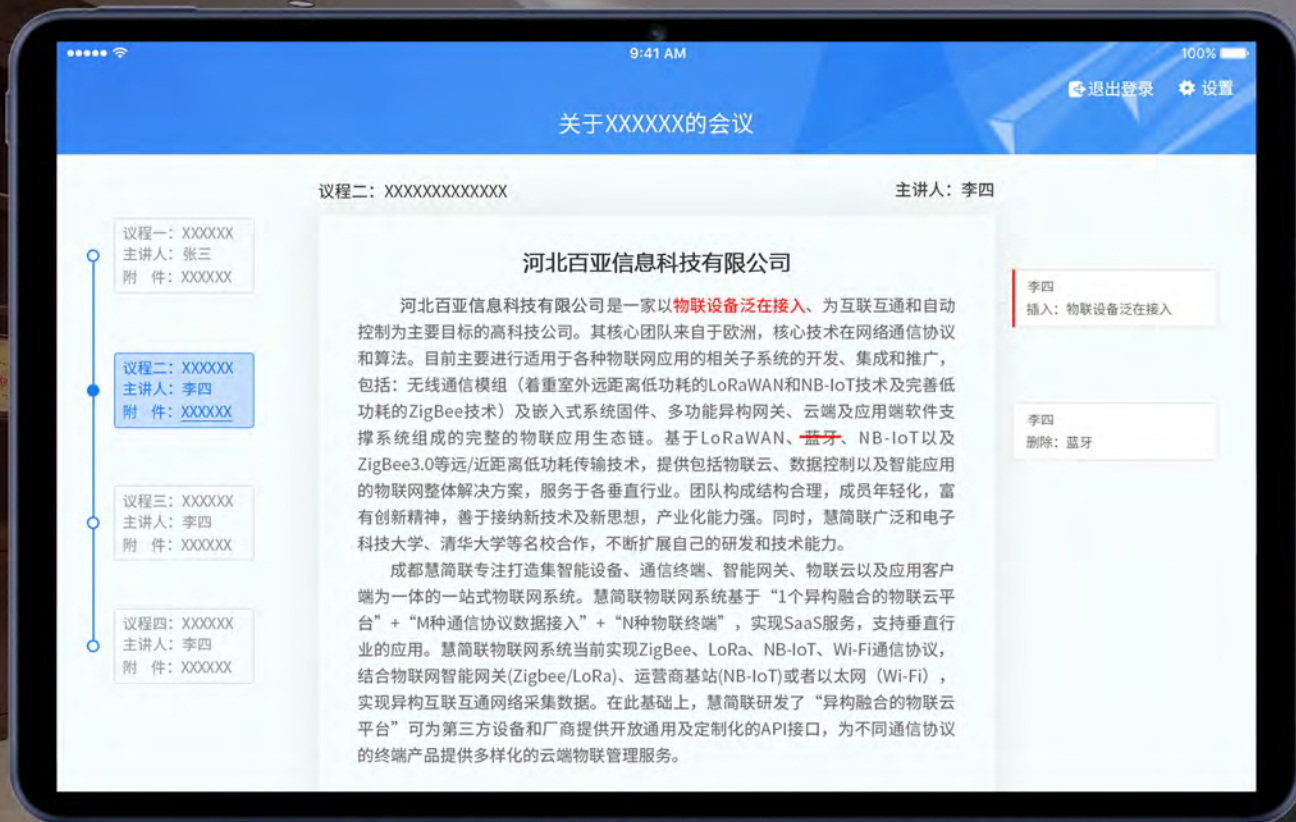 9:41 AM
100%
退出登录
设置
关于XXXXXX的会议
议程一：XXXXXX
主讲人：张三
附 件：XXXXXX
议程二：XXXXXX
主讲人：李四
附 件：XXXXXX
议程三：XXXXXX
主讲人：李四
附 件：XXXXXX
议程四：XXXXXX
主讲人：李四
附 件：XXXXXX
议程二：XXXXXXXXXXXXX
主讲人：李四
河北百亚信息科技有限公司
河北百亚信息科技有限公司是一家以物联设备泛在接入、为互联互通和自动
控制为主要目标的高科技公司。其核心团队来自于欧洲，核心技术在网络通信协议
和算法。目前主要进行适用于各种物联网应用的相关子系统的开发、集成和推广，
包括：无线通信模组（着重室外远距离低功耗的LoRaWAN和NB-IoT技术及完善低
功耗的ZigBee技术）及嵌入式系统固件、多功能异构网关、云端及应用端软件支
撑系统组成的完整的物联应用生态链。基于LoRaWAN、蓝牙、NB-IoT以及
ZigBee3.0等远/近距离低功耗传输技术，提供包括物联云、数据控制以及智能应用
的物联网整体解决方案，服务于各垂直行业。团队构成结构合理，成员年轻化，富
有创新精神，善于接纳新技术及新思想，产业化能力强。同时，慧简联广泛和电子
科技大学、清华大学等名校合作，不断扩展自己的研发和技术能力。
成都慧简联专注打造集智能设备、通信终端、智能网关、物联云以及应用客户
端为一体的一站式物联网系统。慧简联物联网系统基于“1个异构融合的物联云平
台”+“M种通信协议数据接入”+“N种物联终端”，实现SaaS服务，支持垂直行
业的应用。慧简联物联网系统当前实现ZigBee、LoRa、NB-IoT、Wi-Fi通信协议，
结合物联网智能网关(Zigbee/LoRa)、运营商基站(NB-IoT)或者以太网（Wi-Fi），
实现异构互联互通网络采集数据。在此基础上，慧简联研发了“异构融合的物联云
平台”可为第三方设备和厂商提供开放通用及定制化的API接口，为不同通信协议
的终端产品提供多样化的云端物联管理服务。
李四
插入：物联设备泛在接入
李四
删除：蓝牙